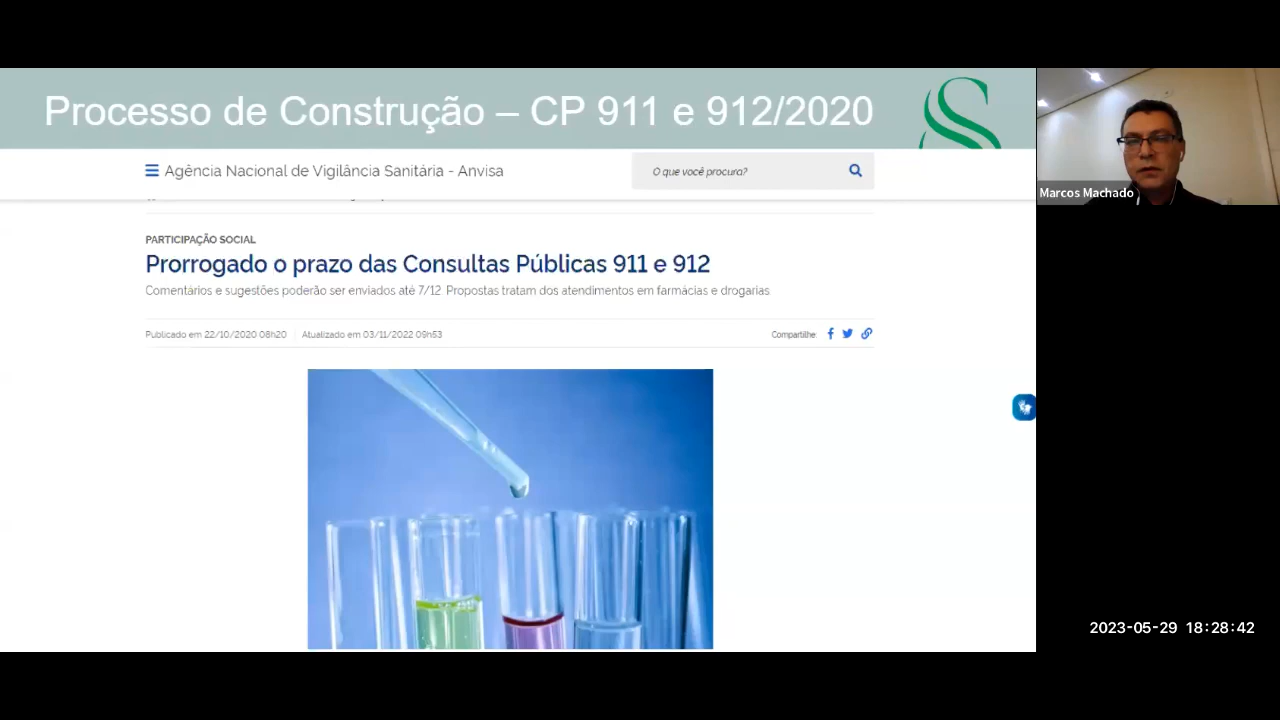 Processo de Construção – CP 911 e 912/2020
Agência Nacional de Vigilância Sanitária - Anvisa
O que você procura?
Marcos Machado
PARTICIPAÇÃO SOCIAL
Prorrogado o prazo das Consultas Públicas 911 e 912
Comentários e sugestões poderão ser enviados até 7/12. Propostas tratam dos atendimentos em farmácias e drogarias
Publicado em 22/10/2020 08h20 Atualizado em 03/11/2022 09h53
Compartilhe:
2023-05-29 18:28:42